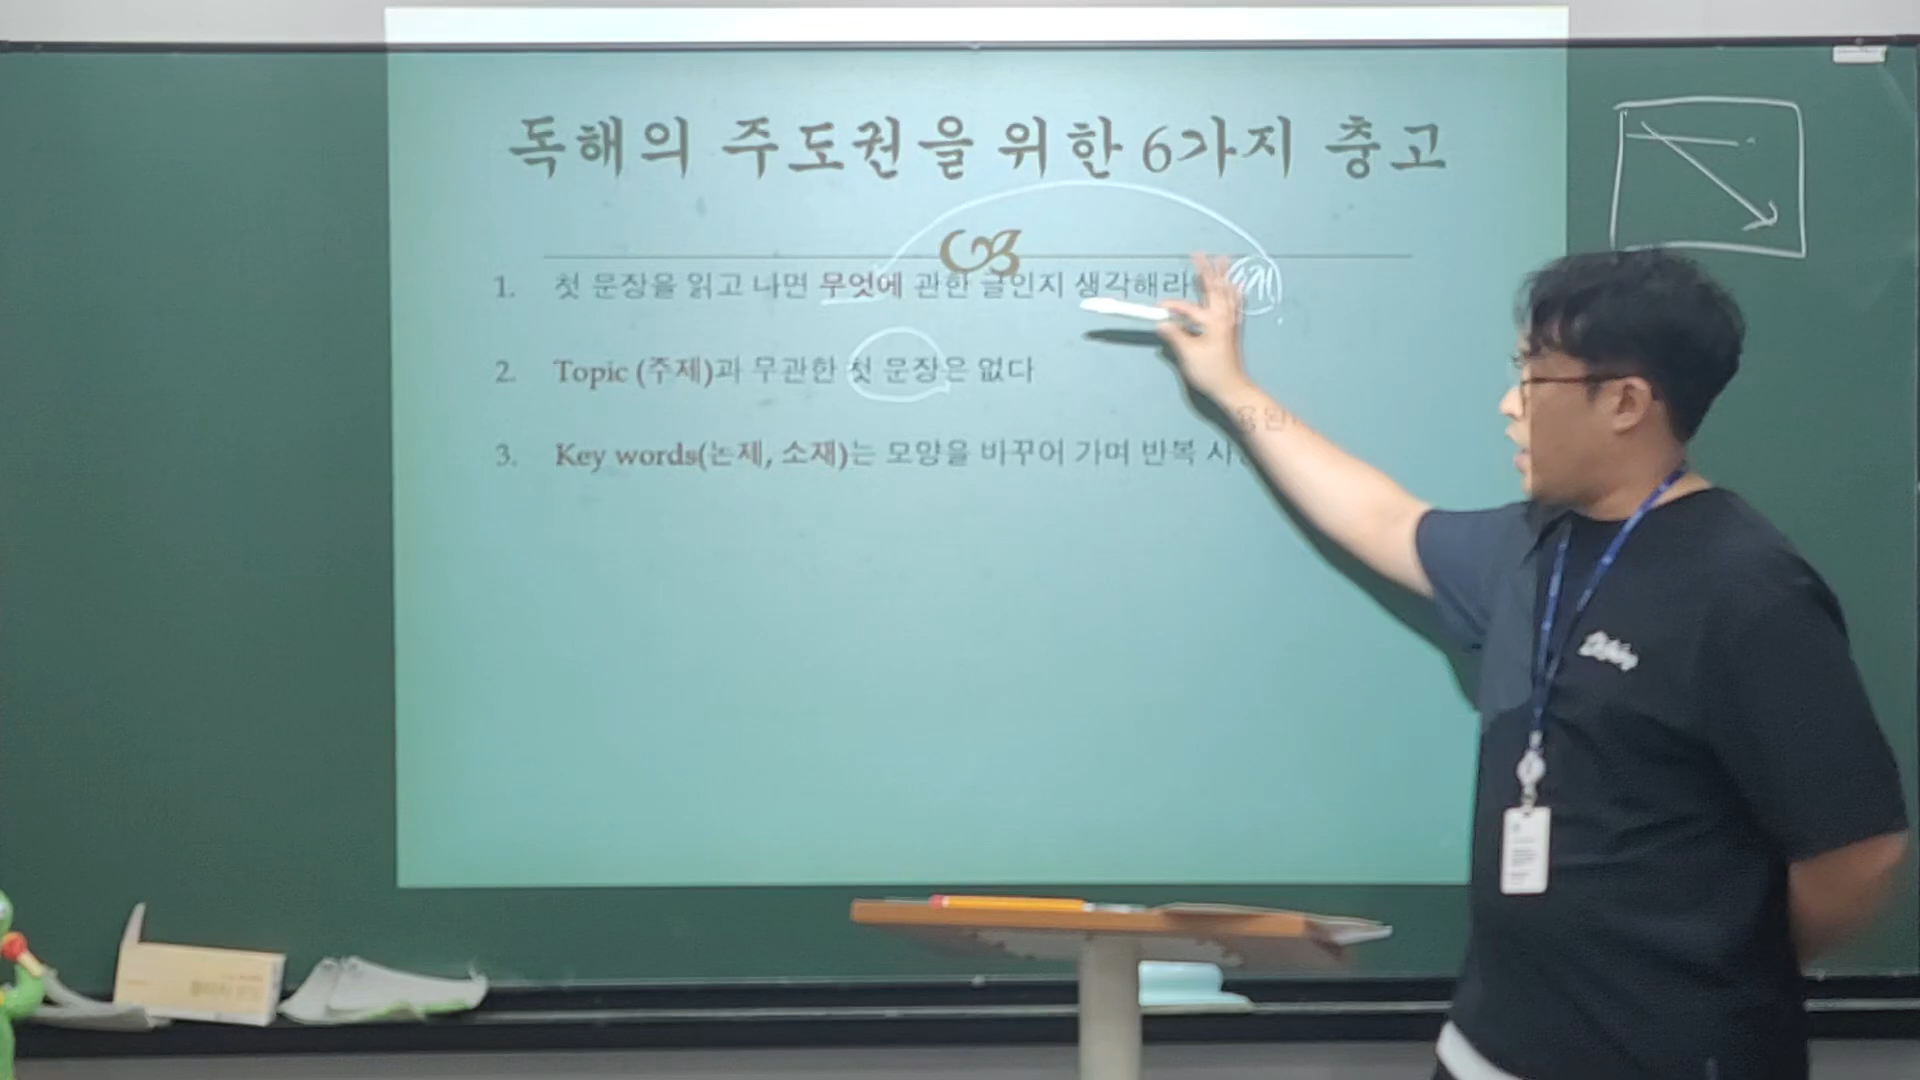 독해의 주도권을 위한 6가지 충고
1. 첫 문장을 읽고 나면 무엇에 관한 글인지 생각해라
2. Topic (주제)과 무관한 첫 문장은 없다
3. Key words(논제, 소재)는 모양을 바꾸어 가며 반복 사용된